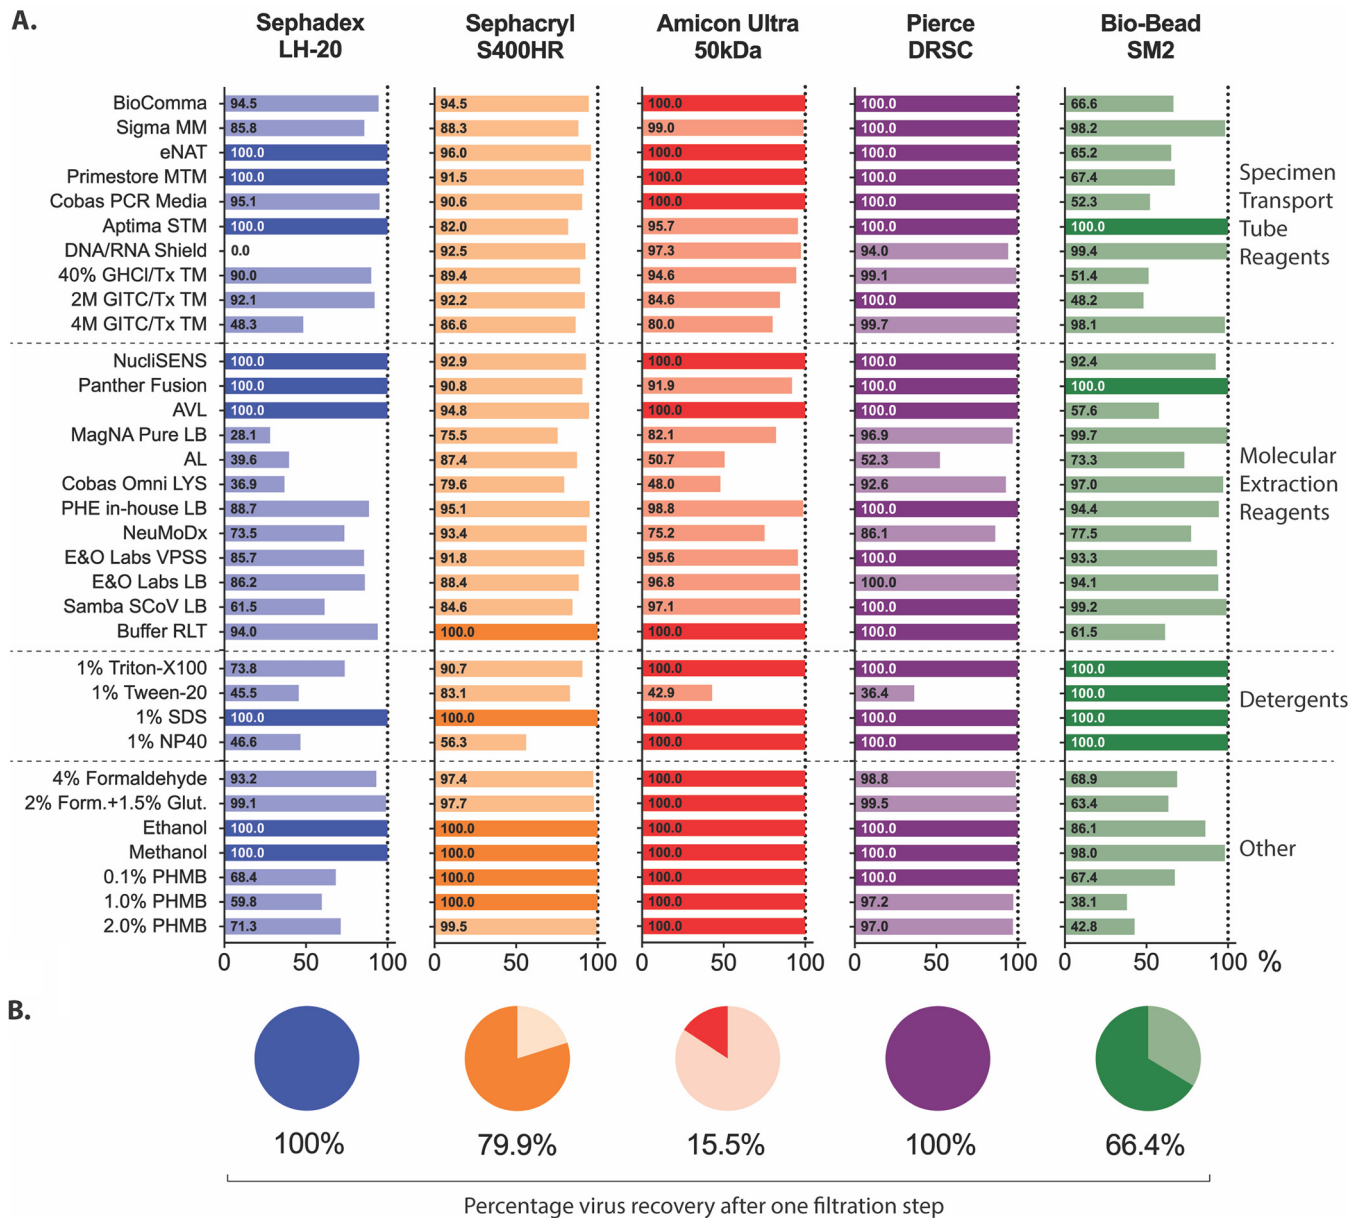 A.
Sephadex LH-20
Sephacryl S400HR
Amicon Ultra 50kDa
Pierce DRSC
Bio-Bead SM2
BioComma 94.5 94.5 100.0 100.0 66.6
Sigma MM 85.8 88.3 99.0 100.0 98.2
eNAT 100.0 96.0 100.0 100.0 65.2
Primestore MTM 100.0 91.5 100.0 100.0 67.4
Cobas PCR Media 95.1 90.6 100.0 100.0 52.3
Aptima STM 100.0 82.0 95.7 100.0 100.0
DNA/RNA Shield 0.0 92.5 97.3 94.0 99.4
40% GHCl/Tx TM 90.0 89.4 94.6 99.1 51.4
2M GITC/Tx TM 92.1 92.2 84.6 100.0 48.2
4M GITC/Tx TM 48.3 86.6 80.0 99.7 98.1
Specimen
Transport
Tube
Reagents
NucliSENS 100.0 92.9 100.0 100.0 92.4
Panther Fusion 100.0 90.8 91.9 100.0 100.0
AVL 100.0 94.8 100.0 100.0 57.6
MagNA Pure LB 28.1 75.5 82.1 96.9 99.7
AL 39.6 87.4 50.7 52.3 73.3
Cobas Omni LYS 36.9 79.6 48.0 92.6 97.0
PHE in-house LB 88.7 95.1 98.8 100.0 94.4
NeuMoDx 73.5 93.4 75.2 86.1 77.5
E&O Labs VPSS 85.7 91.8 95.6 100.0 93.3
E&O Labs LB 86.2 88.4 96.8 100.0 94.1
Samba SCoV LB 61.5 84.6 97.1 100.0 99.2
Buffer RLT 94.0 100.0 100.0 100.0 61.5
Molecular
Extraction
Reagents
1% Triton-X100 73.8 90.7 100.0 100.0 100.0
1% Tween-20 45.5 83.1 42.9 36.4 100.0
1% SDS 100.0 100.0 100.0 100.0 100.0
1% NP40 46.6 56.3 100.0 100.0 100.0
Detergents
4% Formaldehyde 93.2 97.4 100.0 98.8 68.9
2% Form.+1.5% Glut. 99.1 97.7 100.0 99.5 63.4
Ethanol 100.0 100.0 100.0 100.0 86.1
Methanol 100.0 100.0 100.0 100.0 98.0
0.1% PHMB 68.4 100.0 100.0 100.0 67.4
1.0% PHMB 59.8 100.0 100.0 97.2 38.1
2.0% PHMB 71.3 99.5 100.0 97.0 42.8
Other
0 50 100 0 50 100 0 50 100 0 50 100 0 50 100 %
B.
100% 79.9% 15.5% 100% 66.4%
Percentage virus recovery after one filtration step